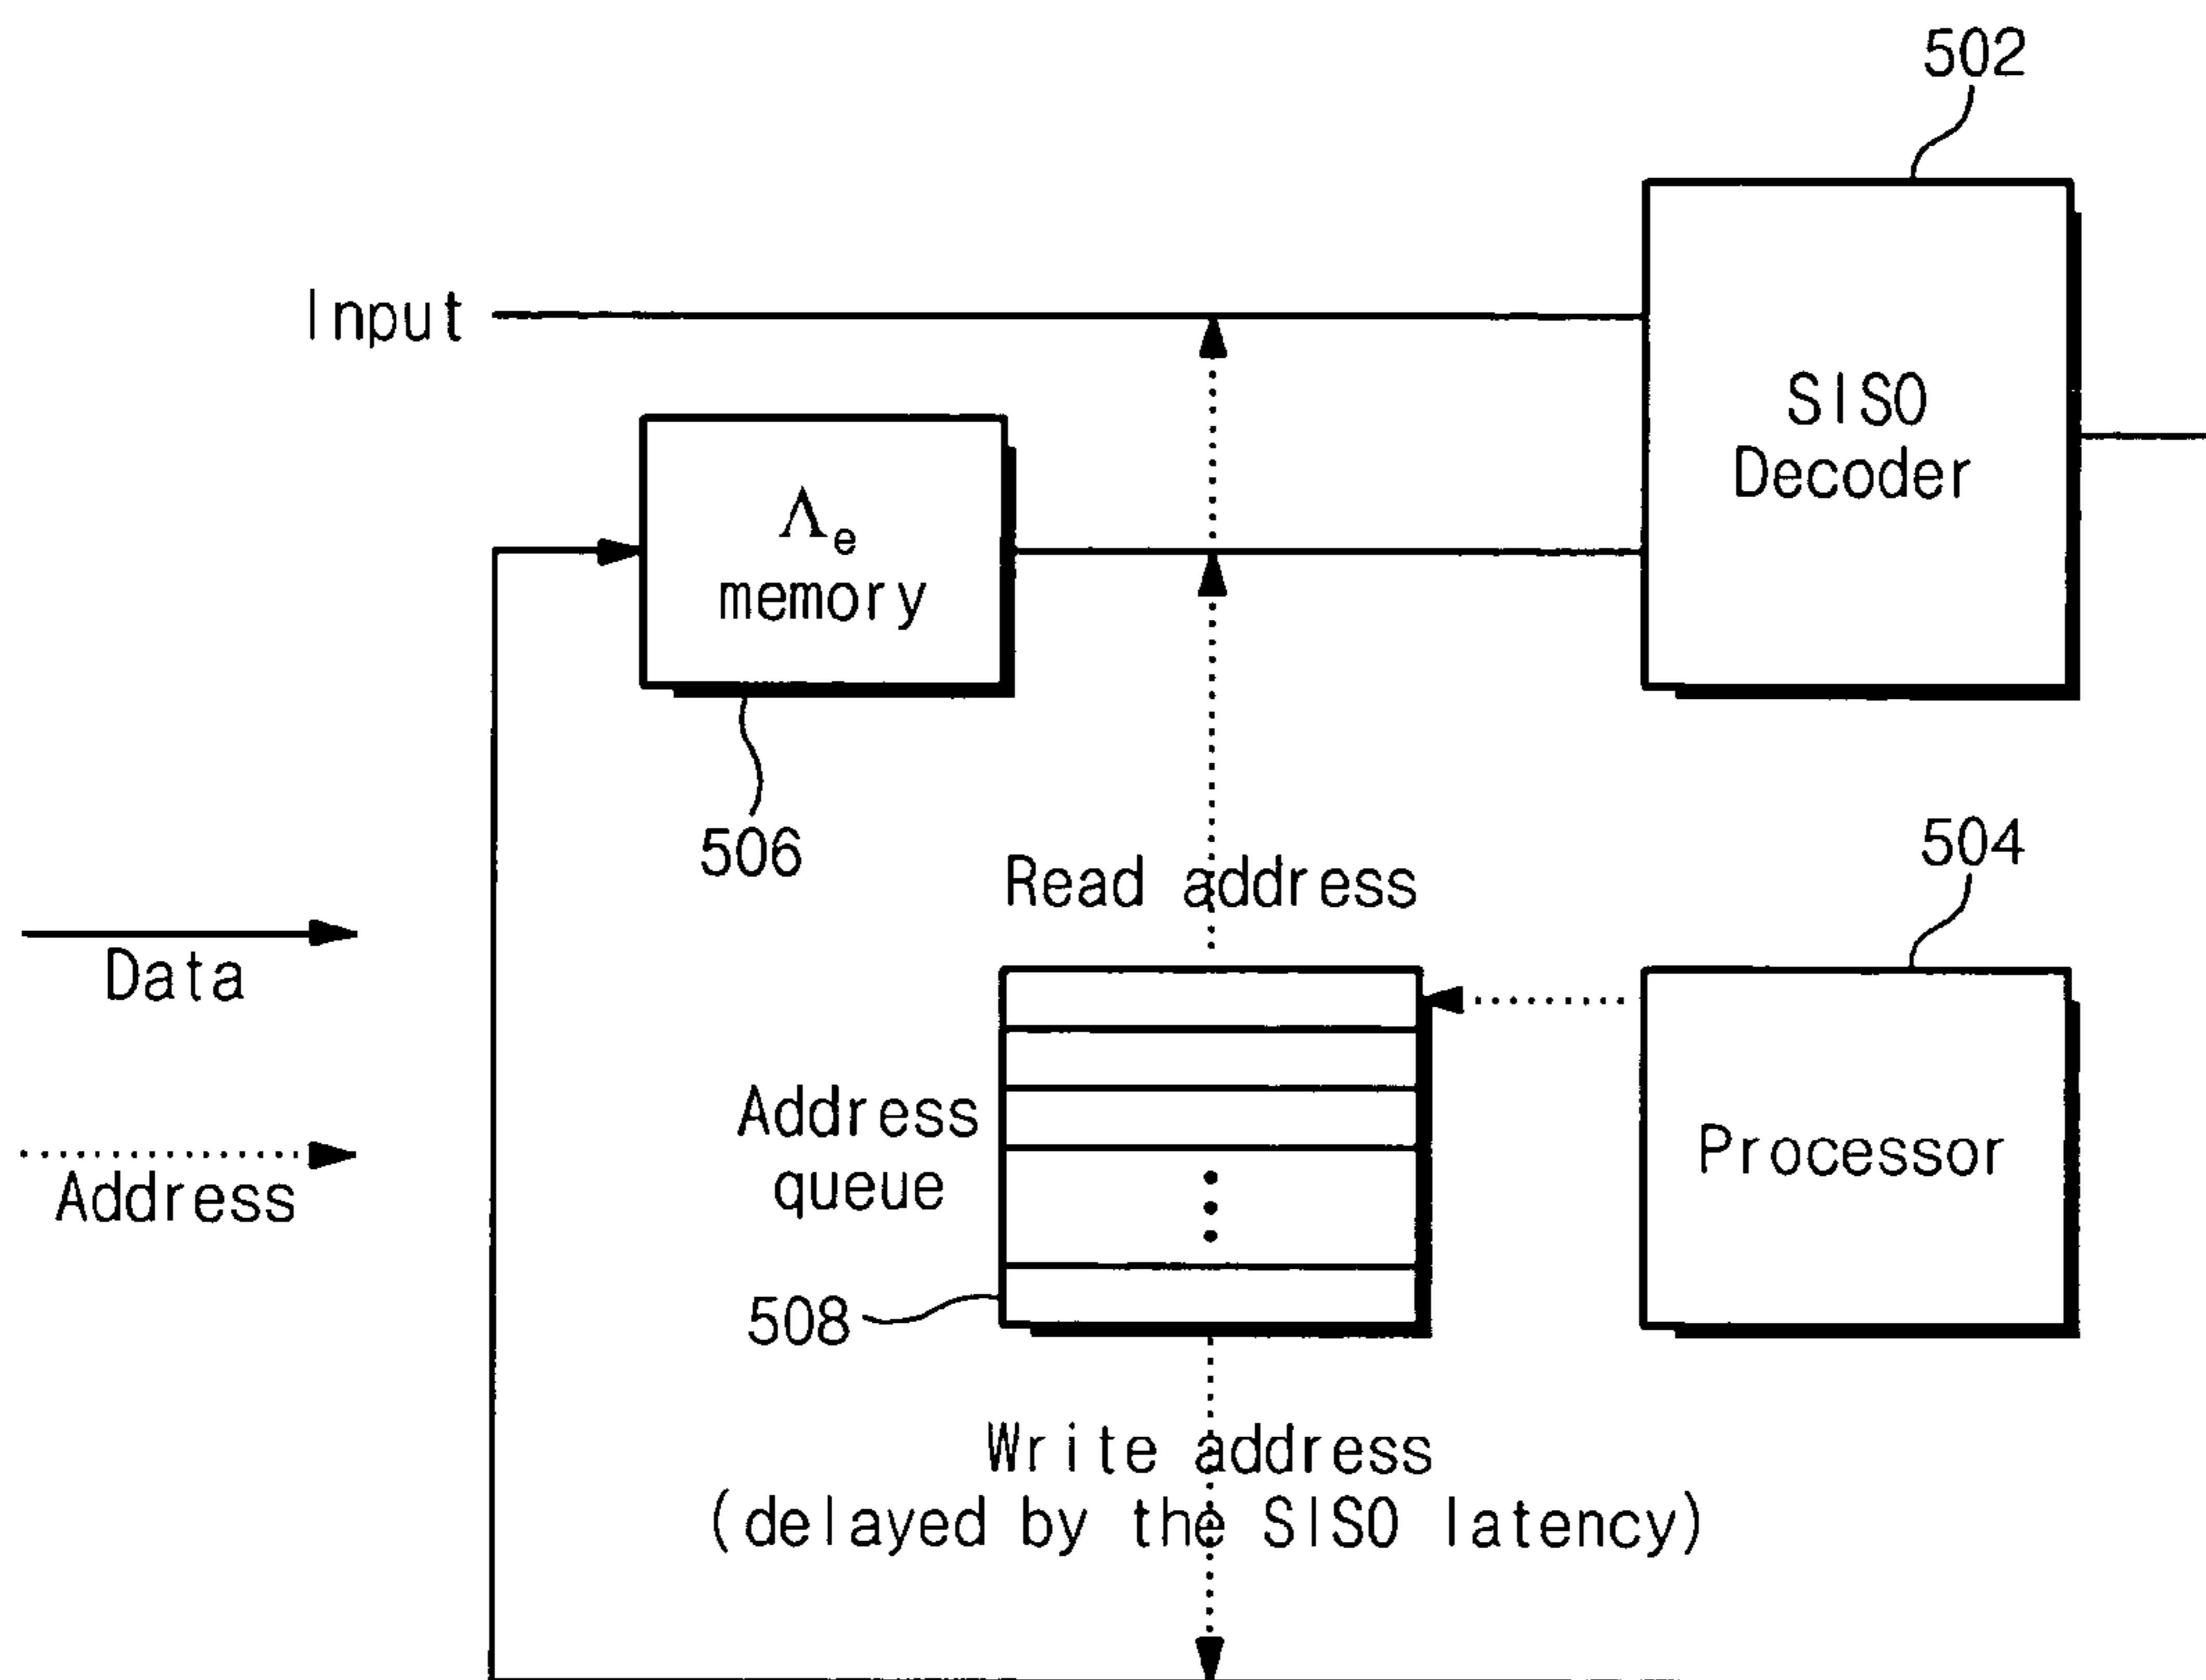 502
Input
SISO
Decoder
Λe
memory
506
504
Read address
Data
Address
queue
Processor
Address
508
Write address
(delayed by the SISO latency)